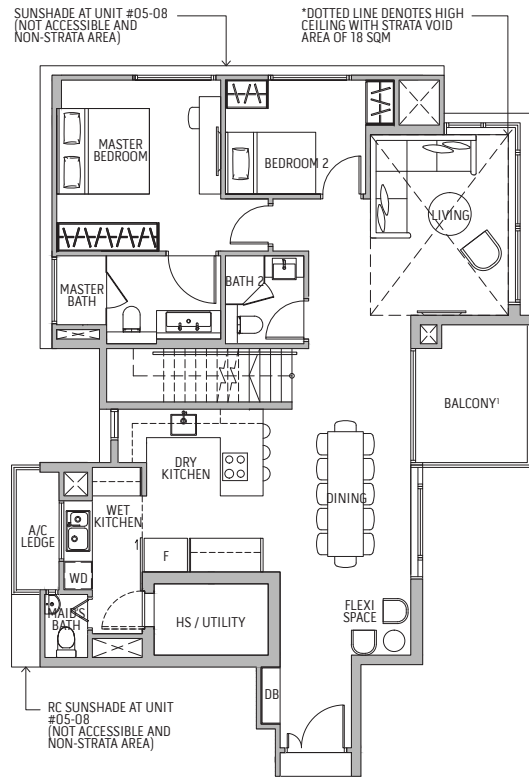 SUNSHADE AT UNIT #05-08
(NOT ACCESSIBLE AND
NON-STRATA AREA)
*DOTTED LINE DENOTES HIGH
CEILING WITH STRATA VOID
AREA OF 18 SQM
MASTER
BEDROOM
BEDROOM 2
LIVING
MASTER
BATH
BATH 2
BALCONY¹
DRY
KITCHEN
WET
KITCHEN
DINING
A/C
LEDGE
1
F
WD
MAID'S
BATH
HS / UTILITY
FLEXI
SPACE
DB
RC SUNSHADE AT UNIT
#05-08
(NOT ACCESSIBLE AND
NON-STRATA AREA)